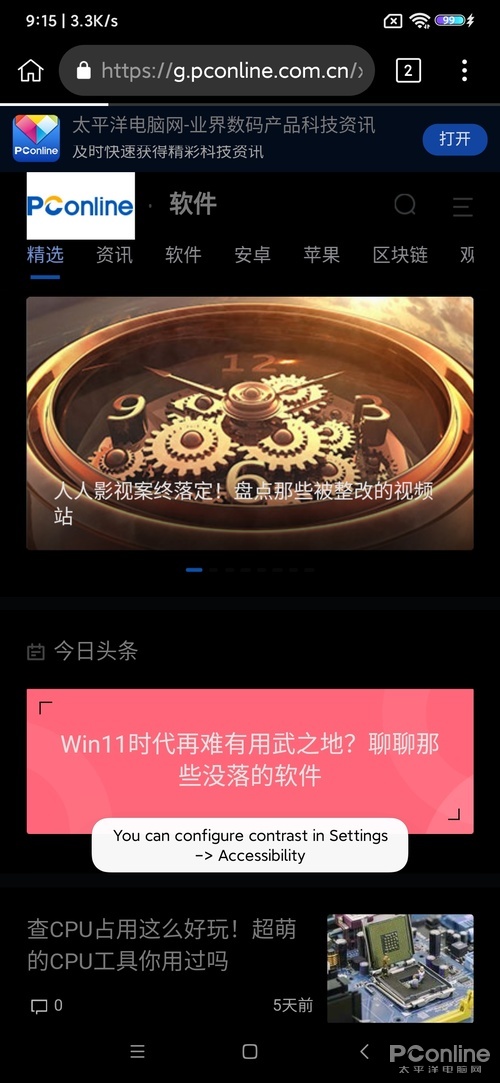 9:15 | 3.3K/s
99
https://g.pconline.com.cn/x
2
太平洋电脑网-业界数码产品科技资讯
及时快速获得精彩科技资讯
PConline
打开
PConline · 软件
精选 资讯 软件 安卓 苹果 区块链 观
12
9
3
6
人人影视案终落定！盘点那些被整改的视频
站
今日头条
Win11时代再难有用武之地？聊聊那
些没落的软件
You can configure contrast in Settings
-> Accessibility
查CPU占用这么好玩！超萌
的CPU工具你用过吗
0
5天前
PConline
太平洋电脑网